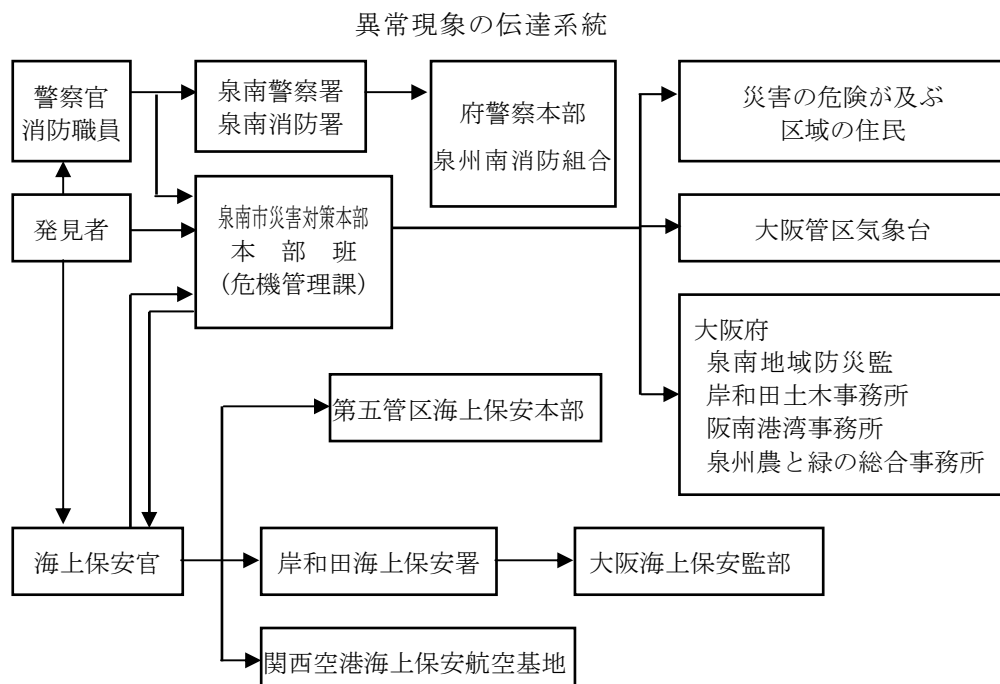 異常現象の伝達系統
警察官
消防職員
泉南警察署
泉南消防署
府警察本部
泉州南消防組合
災害の危険が及ぶ
区域の住民
発見者
泉南市災害対策本部
本部班
(危機管理課)
大阪管区気象台
大阪府
泉南地域防災監
岸和田土木事務所
阪南港湾事務所
泉州農と緑の総合事務所
第五管区海上保安本部
海上保安官
岸和田海上保安署
大阪海上保安監部
関西空港海上保安航空基地